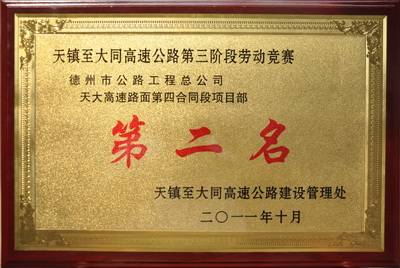 天镇至大同高速公路第三阶段劳动竞赛
德州市公路工程总公司
天大高速路面第四合同段项目部
第二名
天镇至大同高速公路建设管理处
二〇一一年十月